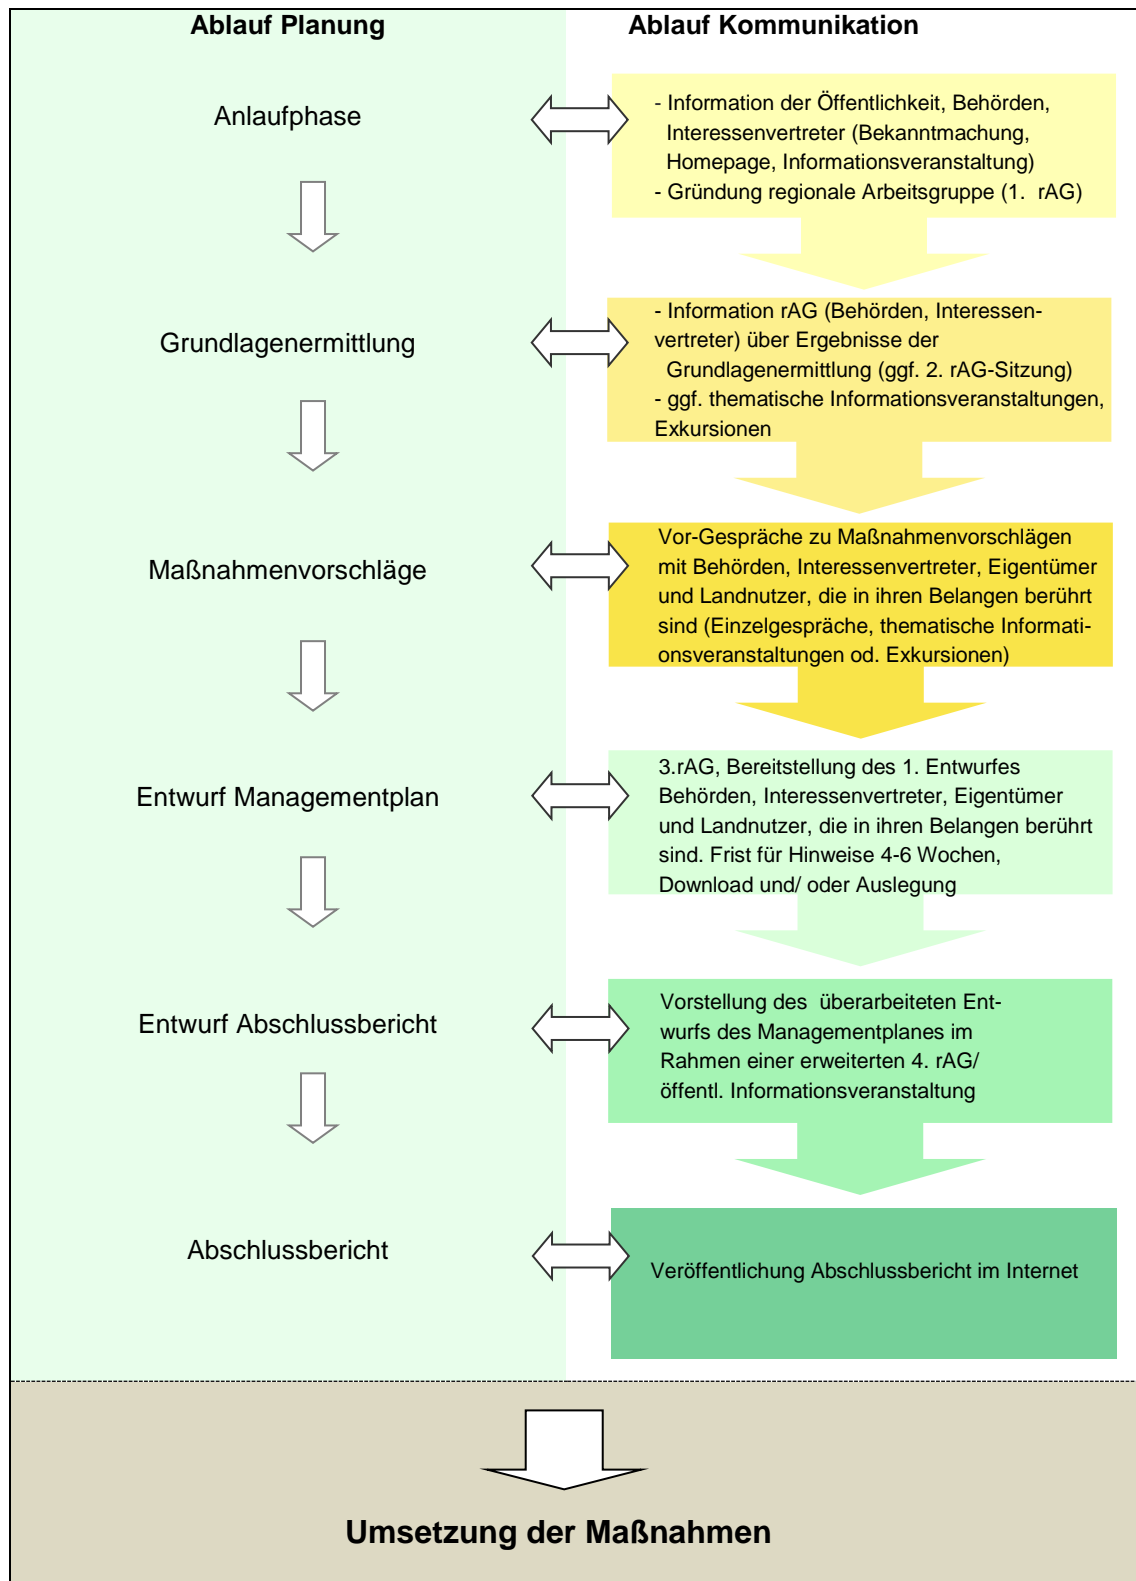 Ablauf Planung
Ablauf Kommunikation
Anlaufphase
- Information der Öffentlichkeit, Behörden,
Interessenvertreter (Bekanntmachung,
Homepage, Informationsveranstaltung)
- Gründung regionale Arbeitsgruppe (1. rAG)
Grundlagenermittlung
- Information rAG (Behörden, Interessen-
vertreter) über Ergebnisse der
Grundlagenermittlung (ggf. 2. rAG-Sitzung)
- ggf. thematische Informationsveranstaltungen,
Exkursionen
Maßnahmenvorschläge
Vor-Gespräche zu Maßnahmenvorschlägen
mit Behörden, Interessenvertreter, Eigentümer
und Landnutzer, die in ihren Belangen berührt
sind (Einzelgespräche, thematische Informati-
onsveranstaltungen od. Exkursionen)
Entwurf Managementplan
3.rAG, Bereitstellung des 1. Entwurfes
Behörden, Interessenvertreter, Eigentümer
und Landnutzer, die in ihren Belangen berührt
sind. Frist für Hinweise 4-6 Wochen,
Download und/ oder Auslegung
Entwurf Abschlussbericht
Vorstellung des überarbeiteten Ent-
wurfs des Managementplanes im
Rahmen einer erweiterten 4. rAG/
öffentl. Informationsveranstaltung
Abschlussbericht
Veröffentlichung Abschlussbericht im Internet
Umsetzung der Maßnahmen